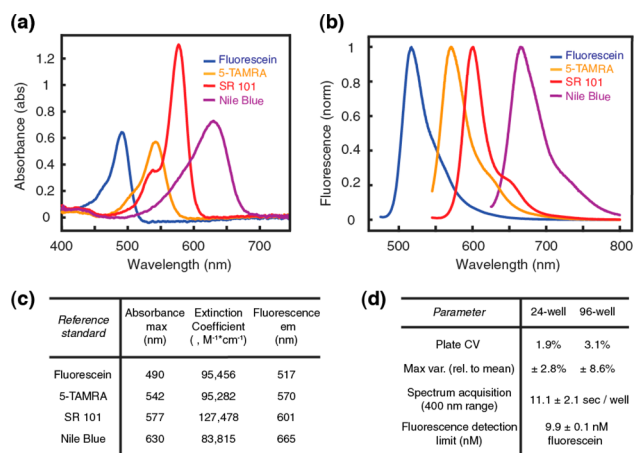 (a)
Absorbance (abs)
1.2
1
0.8
0.6
0.4
0.2
0
400
500
600
700
Wavelength (nm)
Fluorescein
5-TAMRA
SR 101
Nile Blue
(b)
Fluorescence (norm)
1
0.8
0.6
0.4
0.2
0
500
600
700
800
Wavelength (nm)
Fluorescein
5-TAMRA
SR 101
Nile Blue
(c)
Reference standard Absorbance max (nm) Extinction Coefficient ( , M⁻¹*cm⁻¹) Fluorescence em (nm)
Fluorescein 490 95,456 517
5-TAMRA 542 95,282 570
SR 101 577 127,478 601
Nile Blue 630 83,815 665
(d)
Parameter 24-well 96-well
Plate CV 1.9% 3.1%
Max var. (rel. to mean) ± 2.8% ± 8.6%
Spectrum acquisition (400 nm range) 11.1 ± 2.1 sec / well
Fluorescence detection limit (nM) 9.9 ± 0.1 nM fluorescein